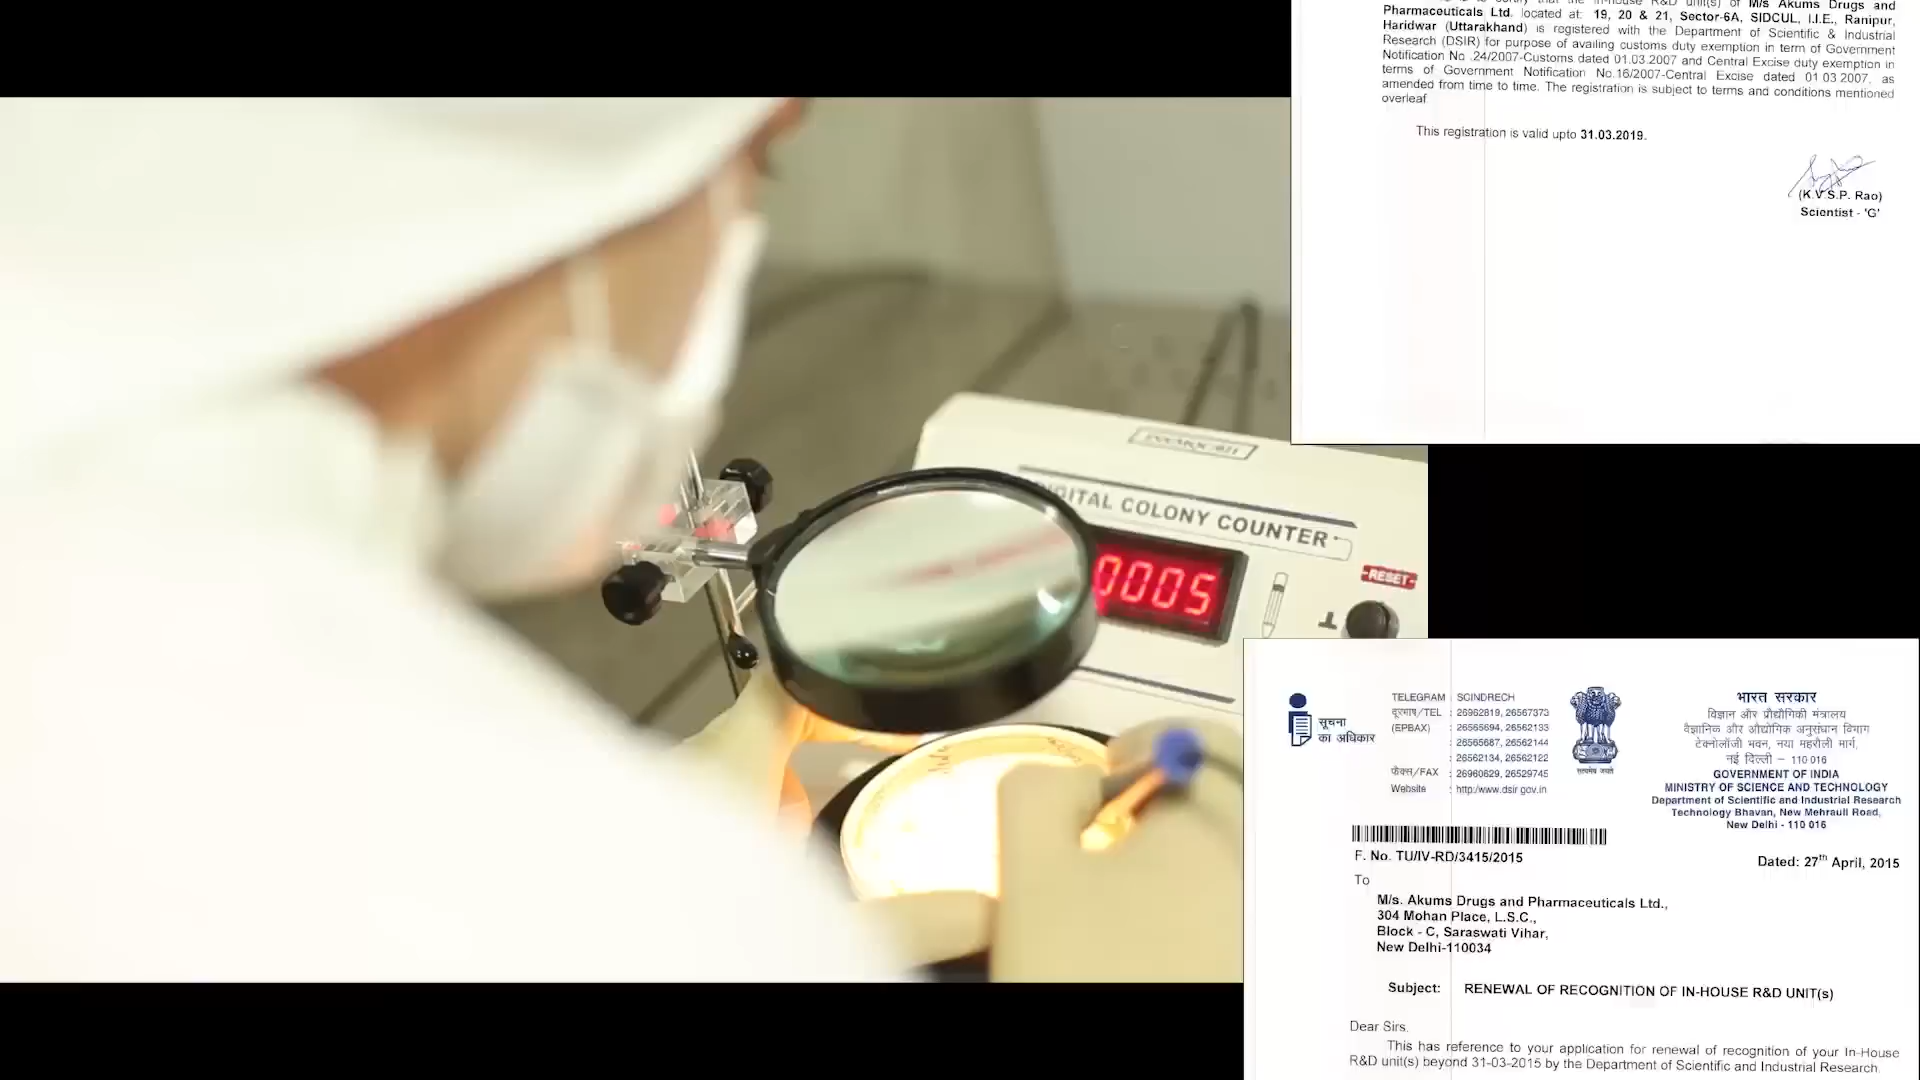 Pharmaceuticals Ltd. located at: 19, 20 & 21, Sector-6A, SIDCUL, I.I.E., Ranipur,
Haridwar (Uttarakhand) is registered with the Department of Scientific & Industrial
Research (DSIR) for purpose of availing customs duty exemption in term of Government
Notification No .24/2007-Customs dated 01.03.2007 and Central Excise duty exemption in
terms of Government Notification No.16/2007-Central Excise dated 01 03 2007, as
amended from time to time. The registration is subject to terms and conditions mentioned
overleaf
This registration is valid upto 31.03.2019.
(K.V.S.P. Rao)
Scientist - 'G'
DIGITAL COLONY COUNTER
0005
RESET
सूचना
का अधिकार
TELEGRAM : SCINDRECH
दूरभाष/TEL : 26962819, 26567373
(EPBAX) : 26565694, 26562133
: 26565687, 26562144
: 26562134, 26562122
फैक्स/FAX : 26960629, 26529745
Website : http:/www.dsir.gov.in
सत्यमेव जयते
भारत सरकार
विज्ञान और प्रौद्योगिकी मंत्रालय
वैज्ञानिक और औद्योगिक अनुसंधान विभाग
टेक्नोलॉजी भवन, नया महरौली मार्ग,
नई दिल्ली – 110 016
GOVERNMENT OF INDIA
MINISTRY OF SCIENCE AND TECHNOLOGY
Department of Scientific and Industrial Research
Technology Bhavan, New Mehrauli Road,
New Delhi - 110 016
F. No. TU/IV-RD/3415/2015
Dated: 27th April, 2015
To
M/s. Akums Drugs and Pharmaceuticals Ltd.,
304 Mohan Place, L.S.C.,
Block - C, Saraswati Vihar,
New Delhi-110034
Subject: RENEWAL OF RECOGNITION OF IN-HOUSE R&D UNIT(s)
Dear Sirs,
This has reference to your application for renewal of recognition of your In-House
R&D unit(s) beyond 31-03-2015 by the Department of Scientific and Industrial Research.